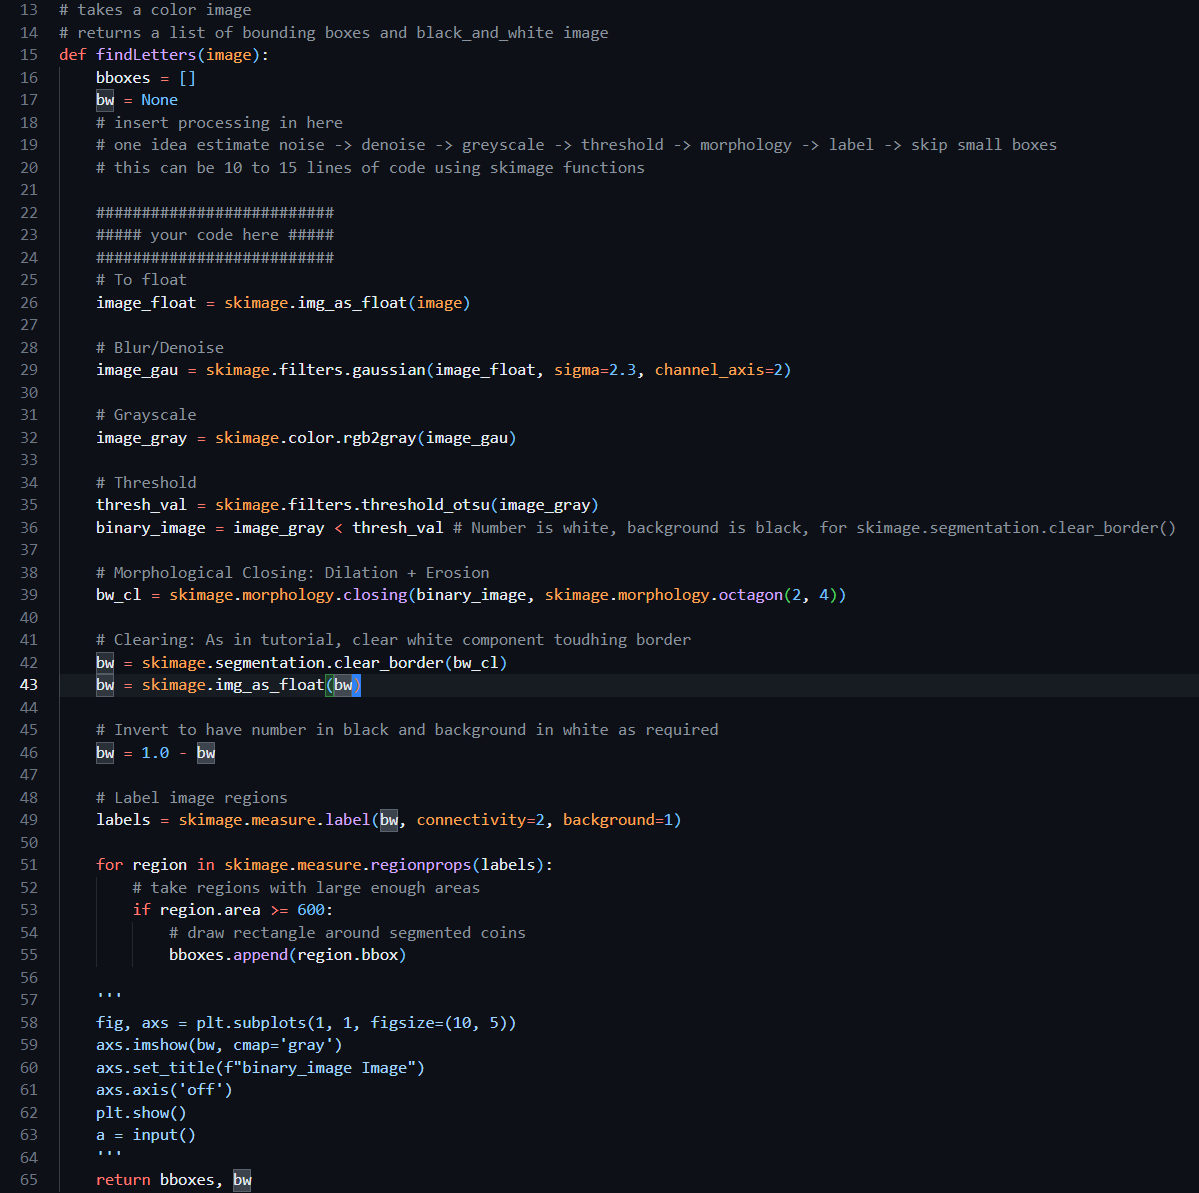 13 # takes a color image
14 # returns a list of bounding boxes and black_and_white image
15 def findLetters(image):
16     bboxes = []
17     bw = None
18     # insert processing in here
19     # one idea estimate noise -> denoise -> greyscale -> threshold -> morphology -> label -> skip small boxes
20     # this can be 10 to 15 lines of code using skimage functions
21
22     ##########################
23     ##### your code here #####
24     ##########################
25     # To float
26     image_float = skimage.img_as_float(image)
27
28     # Blur/Denoise
29     image_gau = skimage.filters.gaussian(image_float, sigma=2.3, channel_axis=2)
30
31     # Grayscale
32     image_gray = skimage.color.rgb2gray(image_gau)
33
34     # Threshold
35     thresh_val = skimage.filters.threshold_otsu(image_gray)
36     binary_image = image_gray < thresh_val # Number is white, background is black, for skimage.segmentation.clear_border()
37
38     # Morphological Closing: Dilation + Erosion
39     bw_cl = skimage.morphology.closing(binary_image, skimage.morphology.octagon(2, 4))
40
41     # Clearing: As in tutorial, clear white component toudhing border
42     bw = skimage.segmentation.clear_border(bw_cl)
43     bw = skimage.img_as_float(bw)
44
45     # Invert to have number in black and background in white as required
46     bw = 1.0 - bw
47
48     # Label image regions
49     labels = skimage.measure.label(bw, connectivity=2, background=1)
50
51     for region in skimage.measure.regionprops(labels):
52         # take regions with large enough areas
53         if region.area >= 600:
54             # draw rectangle around segmented coins
55             bboxes.append(region.bbox)
56
57     '''
58     fig, axs = plt.subplots(1, 1, figsize=(10, 5))
59     axs.imshow(bw, cmap='gray')
60     axs.set_title(f"binary_image Image")
61     axs.axis('off')
62     plt.show()
63     a = input()
64     '''
65     return bboxes, bw